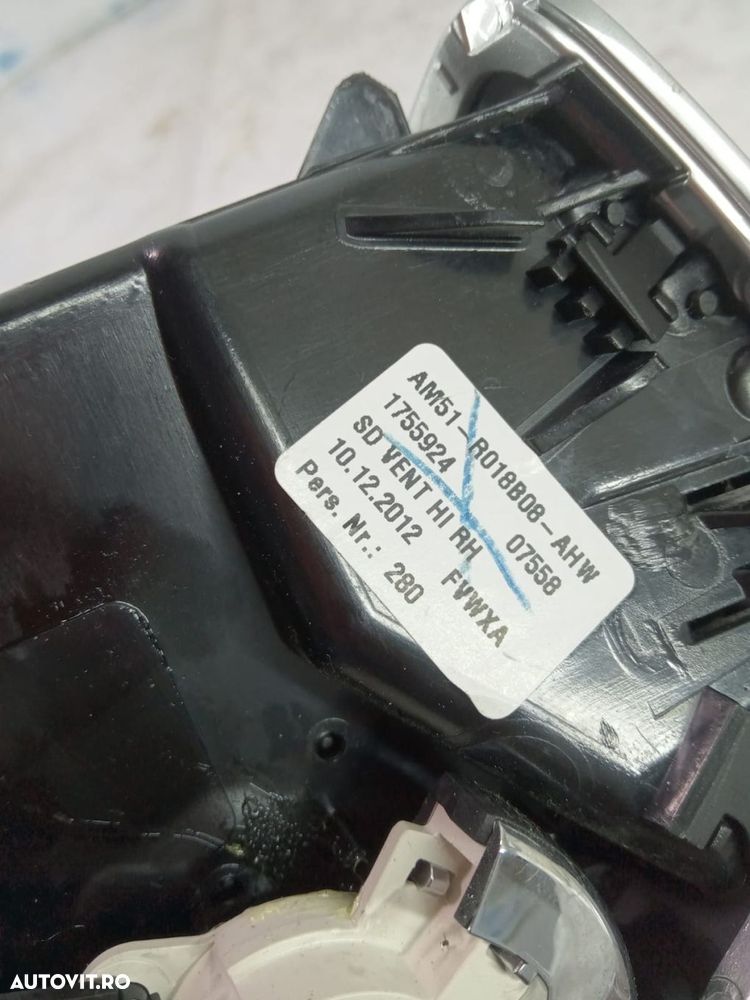 AM51-R018B08-AHW
1755924 07558
SD VENT HI RH
10.12.2012 FVWXA
Pers. Nr.: 280
AUTOVIT.RO